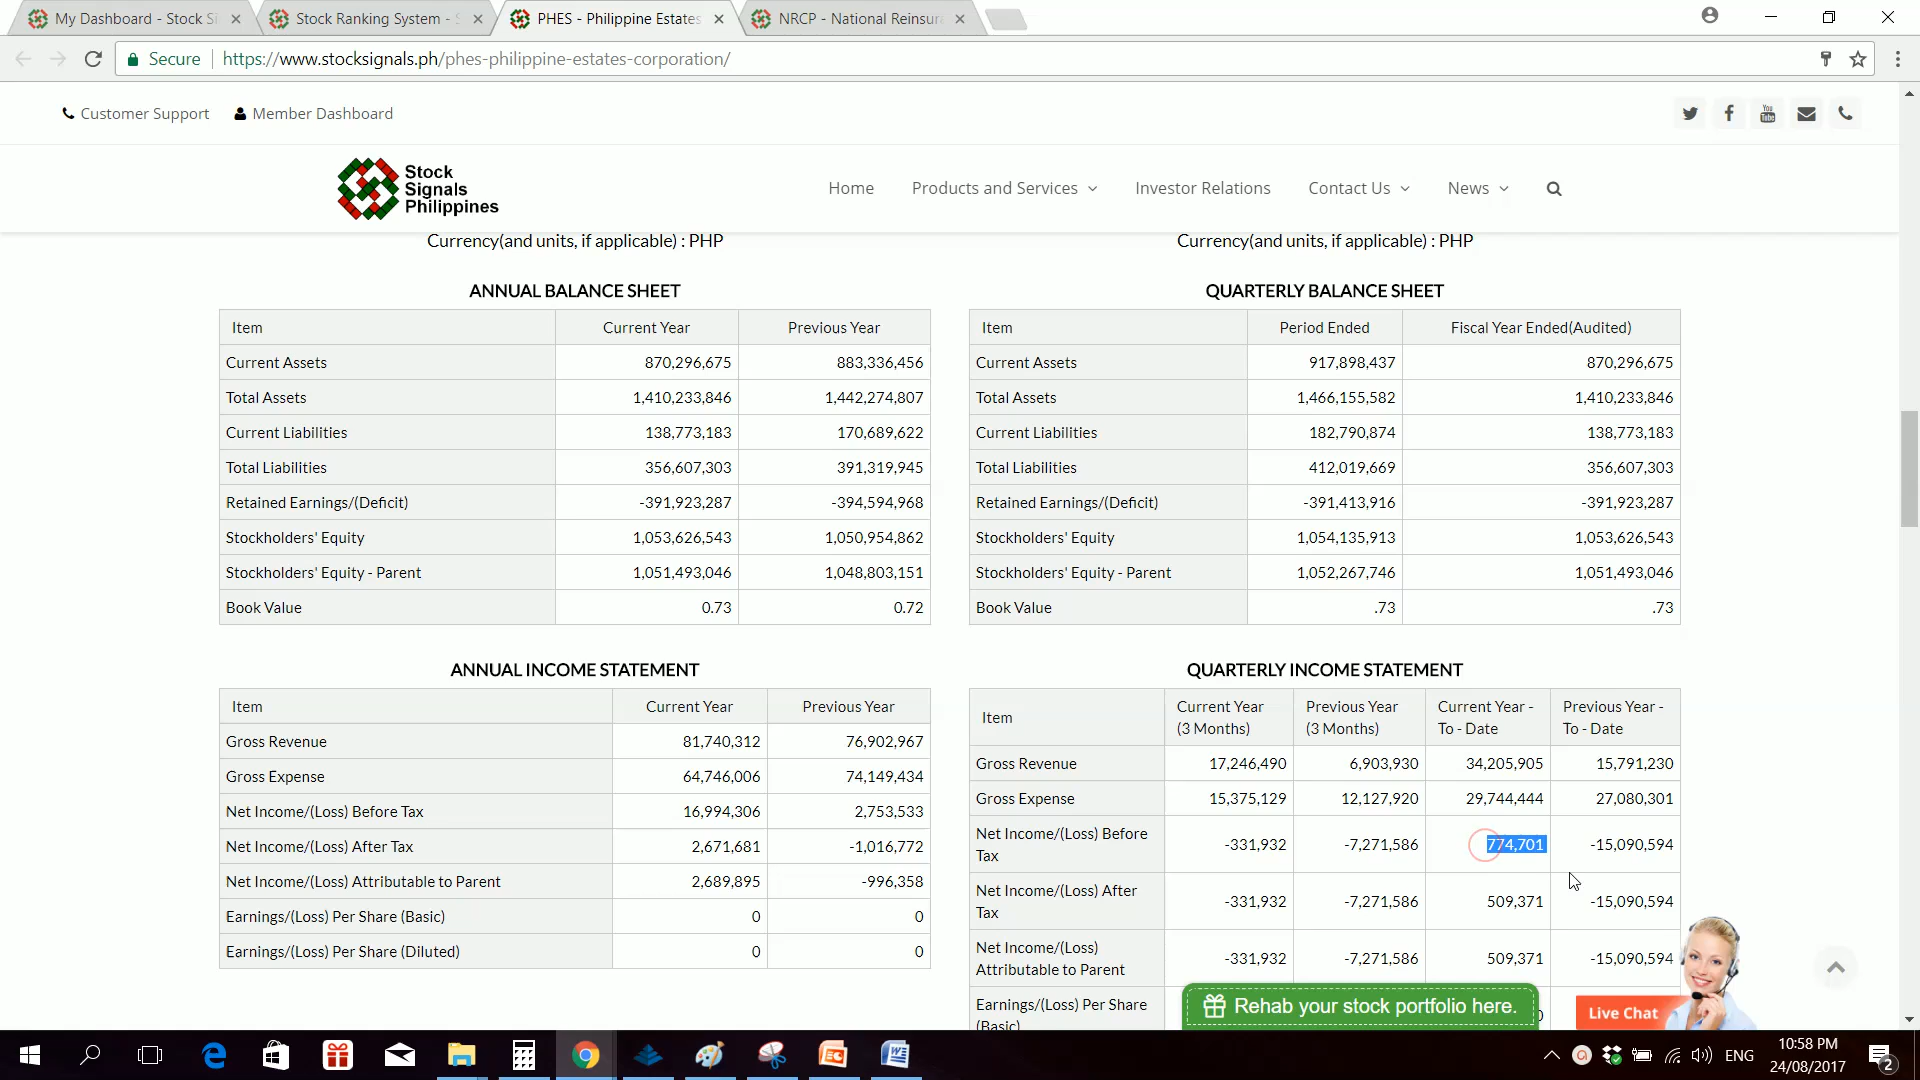 My Dashboard - Stock Si
Stock Ranking System - S
PHES - Philippine Estates
NRCP - National Reinsur
Secure
https://www.stocksignals.ph/phes-philippine-estates-corporation/
Customer Support
Member Dashboard
You
Tube
Stock
Signals
Philippines
Home
Products and Services
Investor Relations
Contact Us
News
Currency(and units, if applicable) : PHP
Currency(and units, if applicable) : PHP
ANNUAL BALANCE SHEET
Item Current Year Previous Year
Current Assets 870,296,675 883,336,456
Total Assets 1,410,233,846 1,442,274,807
Current Liabilities 138,773,183 170,689,622
Total Liabilities 356,607,303 391,319,945
Retained Earnings/(Deficit) -391,923,287 -394,594,968
Stockholders' Equity 1,053,626,543 1,050,954,862
Stockholders' Equity - Parent 1,051,493,046 1,048,803,151
Book Value 0.73 0.72
QUARTERLY BALANCE SHEET
Item Period Ended Fiscal Year Ended(Audited)
Current Assets 917,898,437 870,296,675
Total Assets 1,466,155,582 1,410,233,846
Current Liabilities 182,790,874 138,773,183
Total Liabilities 412,019,669 356,607,303
Retained Earnings/(Deficit) -391,413,916 -391,923,287
Stockholders' Equity 1,054,135,913 1,053,626,543
Stockholders' Equity - Parent 1,052,267,746 1,051,493,046
Book Value .73 .73
ANNUAL INCOME STATEMENT
Item Current Year Previous Year
Gross Revenue 81,740,312 76,902,967
Gross Expense 64,746,006 74,149,434
Net Income/(Loss) Before Tax 16,994,306 2,753,533
Net Income/(Loss) After Tax 2,671,681 -1,016,772
Net Income/(Loss) Attributable to Parent 2,689,895 -996,358
Earnings/(Loss) Per Share (Basic) 0 0
Earnings/(Loss) Per Share (Diluted) 0 0
QUARTERLY INCOME STATEMENT
Item
Current Year
(3 Months)
Previous Year
(3 Months)
Current Year -
To - Date
Previous Year -
To - Date
Gross Revenue 17,246,490 6,903,930 34,205,905 15,791,230
Gross Expense 15,375,129 12,127,920 29,744,444 27,080,301
Net Income/(Loss) Before
Tax
-331,932 -7,271,586 774,701 -15,090,594
Net Income/(Loss) After
Tax
-331,932 -7,271,586 509,371 -15,090,594
Net Income/(Loss)
Attributable to Parent
-331,932 -7,271,586 509,371 -15,090,594
Earnings/(Loss) Per Share
(Basic)
Rehab your stock portfolio here.
Live Chat
ENG
10:58 PM
24/08/2017
2